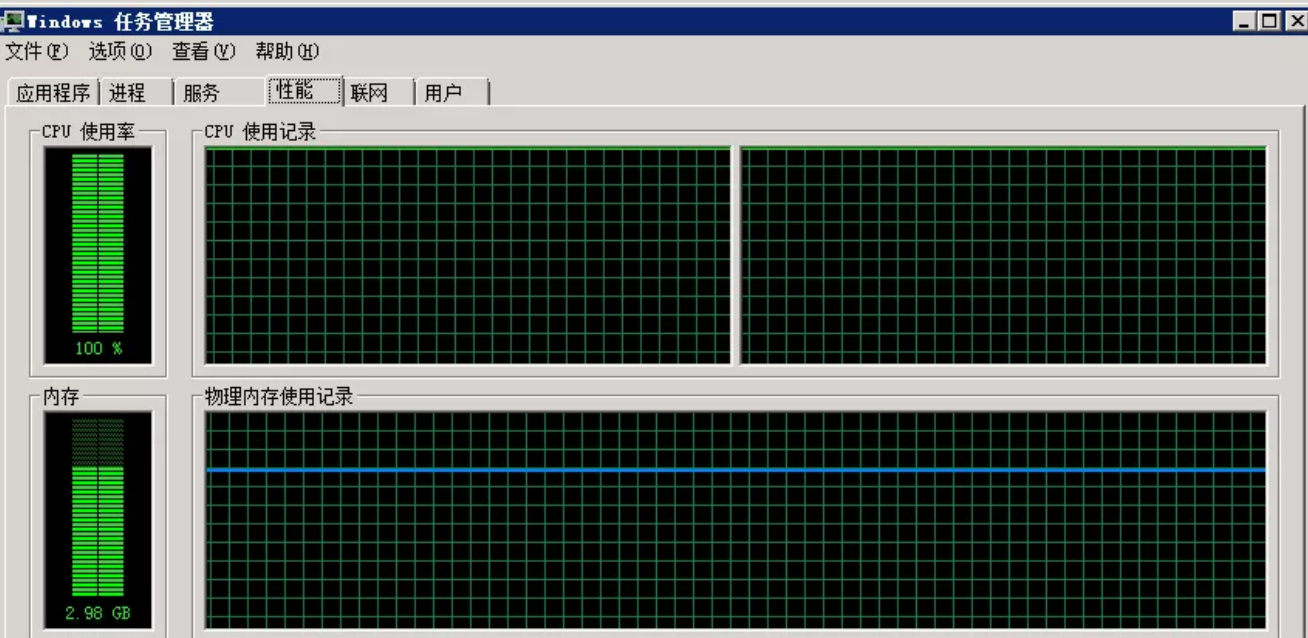 Windows 任务管理器
文件(F) 选项(O) 查看(V) 帮助(H)
应用程序 进程 服务 性能 联网 用户
CPU 使用率 CPU 使用记录
100 %
内存 物理内存使用记录
2.98 GB